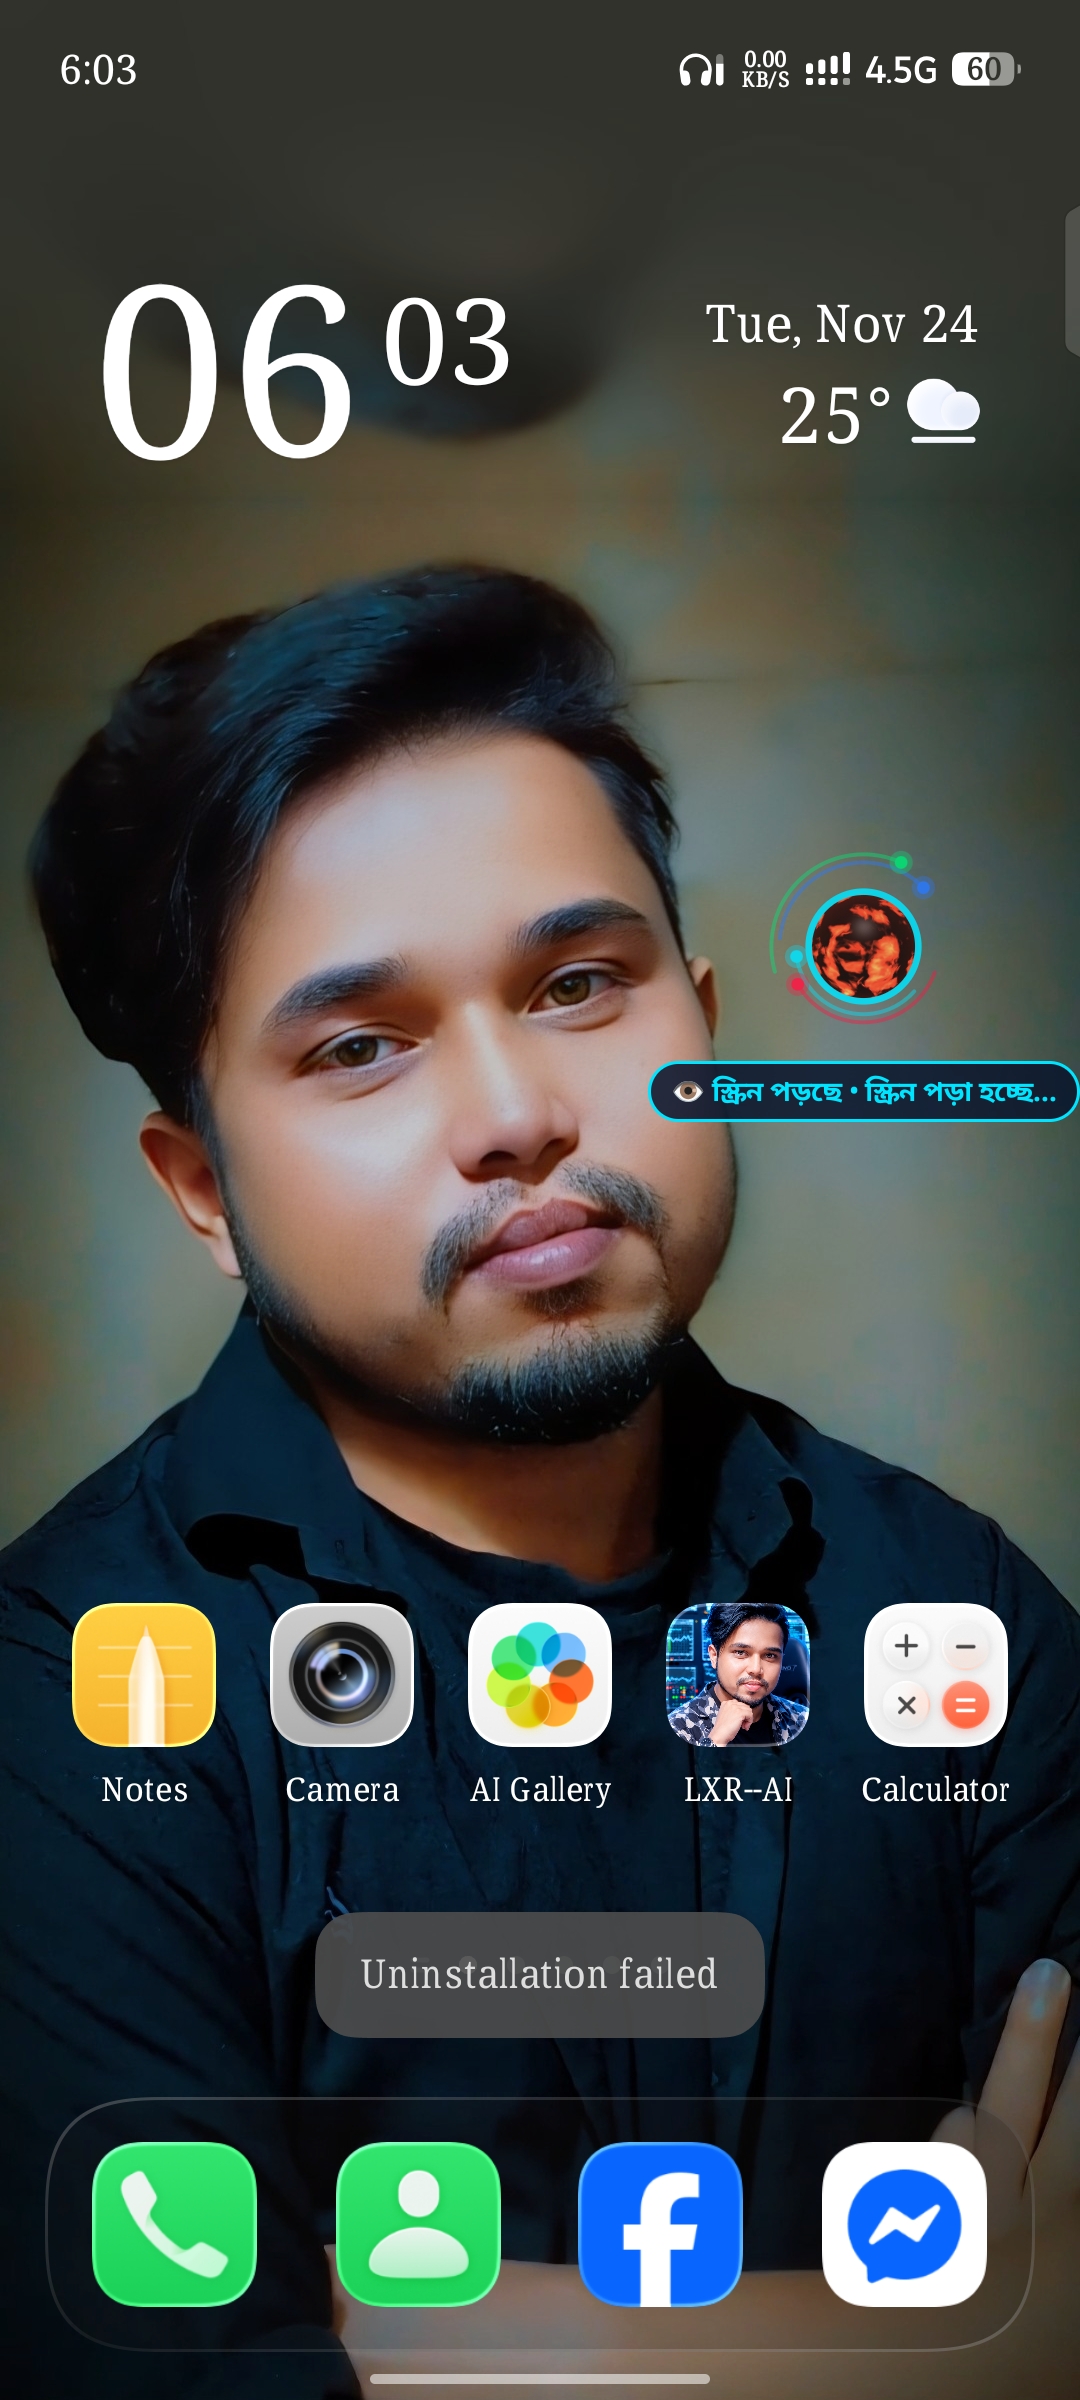 6:03
0.00
KB/S
4.5G
60
06 03
Tue, Nov 24
25°
স্ক্রিন পড়ছে • স্ক্রিন পড়া হচ্ছে...
Notes
Camera
AI Gallery
LXR--AI
Calculator
Uninstallation failed